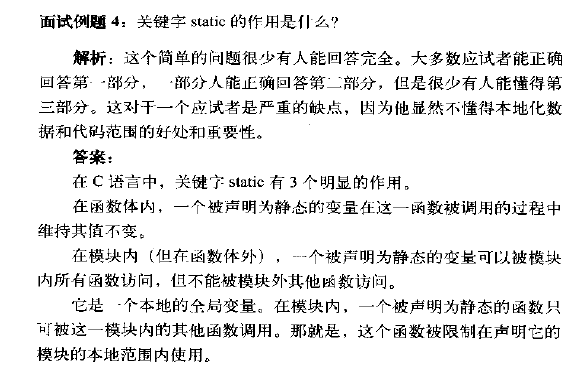 面试例题 4：关键字 static 的作用是什么?
解析：这个简单的问题很少有人能回答完全。大多数应试者能正确
回答第一部分，一部分人能正确回答第二部分，但是很少有人能懂得第
三部分。这对于一个应试者是严重的缺点，因为他显然不懂得本地化数
据和代码范围的好处和重要性。
答案：
在 C 语言中，关键字 static 有 3 个明显的作用。
在函数体内，一个被声明为静态的变量在这一函数被调用的过程中
维持其值不变。
在模块内（但在函数体外），一个被声明为静态的变量可以被模块
内所有函数访问，但不能被模块外其他函数访问。
它是一个本地的全局变量。在模块内，一个被声明为静态的函数只
可被这一模块内的其他函数调用。那就是，这个函数被限制在声明它的
模块的本地范围内使用。